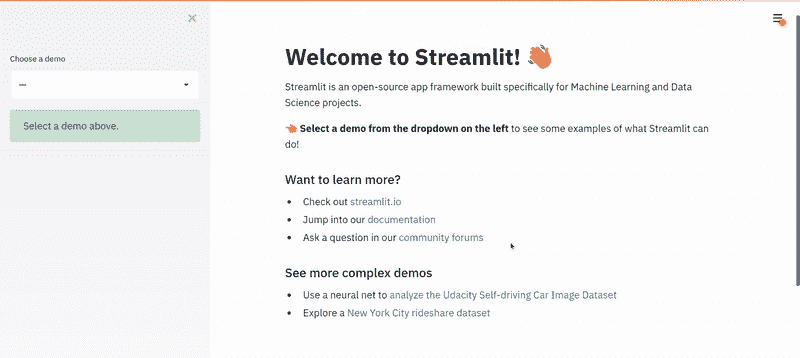 Choose a demo
—
Select a demo above.
Welcome to Streamlit!
Streamlit is an open-source app framework built specifically for Machine Learning and Data
Science projects.
Select a demo from the dropdown on the left to see some examples of what Streamlit can
do!
Want to learn more?
• Check out streamlit.io
• Jump into our documentation
• Ask a question in our community forums
See more complex demos
• Use a neural net to analyze the Udacity Self-driving Car Image Dataset
• Explore a New York City rideshare dataset